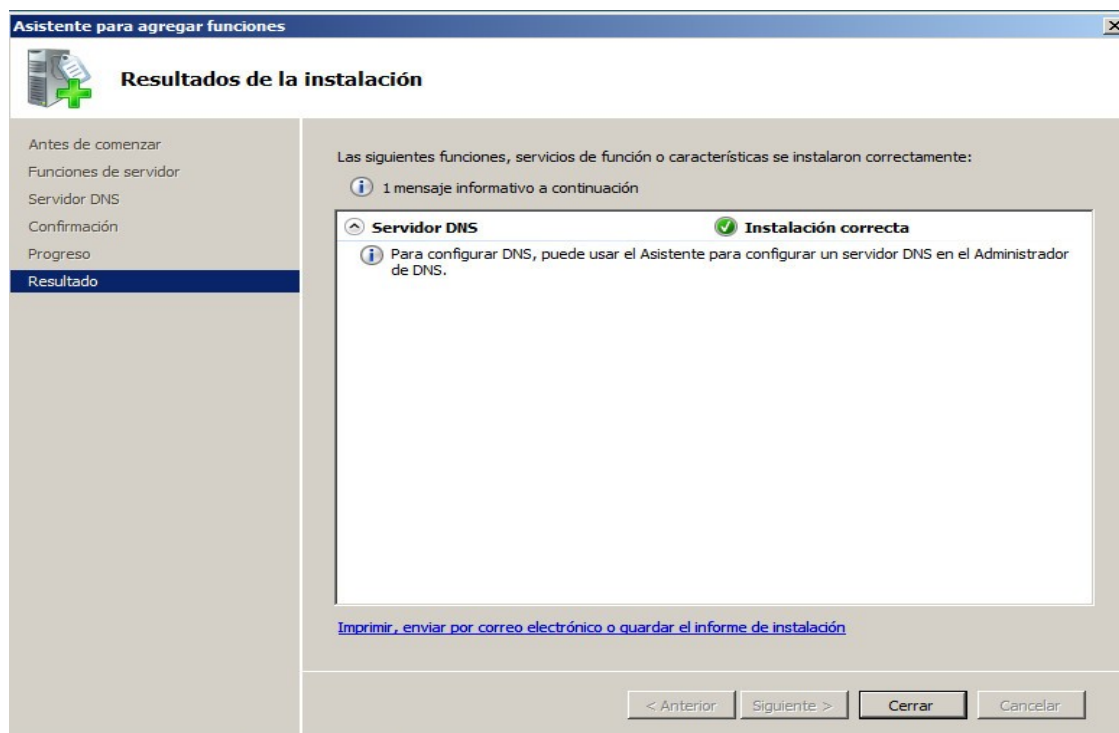 Asistente para agregar funciones
Resultados de la instalación
Antes de comenzar
Funciones de servidor
Servidor DNS
Confirmación
Progreso
Resultado
Las siguientes funciones, servicios de función o características se instalaron correctamente:
1 mensaje informativo a continuación
Servidor DNS Instalación correcta
Para configurar DNS, puede usar el Asistente para configurar un servidor DNS en el Administrador
de DNS.
Imprimir, enviar por correo electrónico o guardar el informe de instalación
< Anterior Siguiente > Cerrar Cancelar